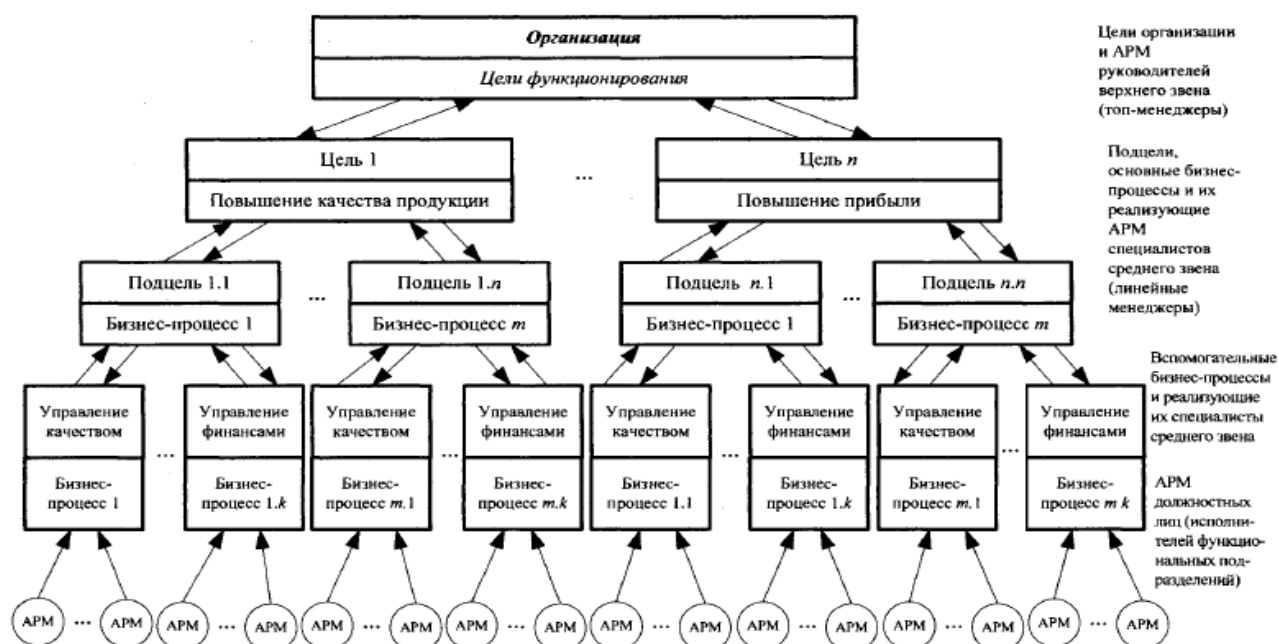 Организация
Цели функционирования
Цели организации
и АРМ
руководителей
верхнего звена
(топ-менеджеры)
Цель 1
Повышение качества продукции
...
Цель n
Повышение прибыли
Подцели,
основные бизнес-
процессы и их
реализующие
АРМ
специалистов
среднего звена
(линейные
менеджеры)
Подцель 1.1
Бизнес-процесс 1
...
Подцель 1.n
Бизнес-процесс m
Подцель n.1
Бизнес-процесс 1
...
Подцель n.n
Бизнес-процесс m
Вспомогательные
бизнес-процессы
и реализующие
их специалисты
среднего звена
Управление
качеством
Бизнес-
процесс 1
...
Управление
финансами
Бизнес-
процесс 1.k
Управление
качеством
Бизнес-
процесс m.1
...
Управление
финансами
Бизнес-
процесс m.k
Управление
качеством
Бизнес-
процесс 1.1
...
Управление
финансами
Бизнес-
процесс 1.k
Управление
качеством
Бизнес-
процесс m.1
...
Управление
финансами
Бизнес-
процесс m k
АРМ
должностных
лиц (исполни-
телей функцио-
нальных под-
разделений)
АРМ ... АРМ АРМ ... АРМ АРМ ... АРМ АРМ ... АРМ АРМ ... АРМ АРМ ... АРМ АРМ ... АРМ АРМ ... АРМ